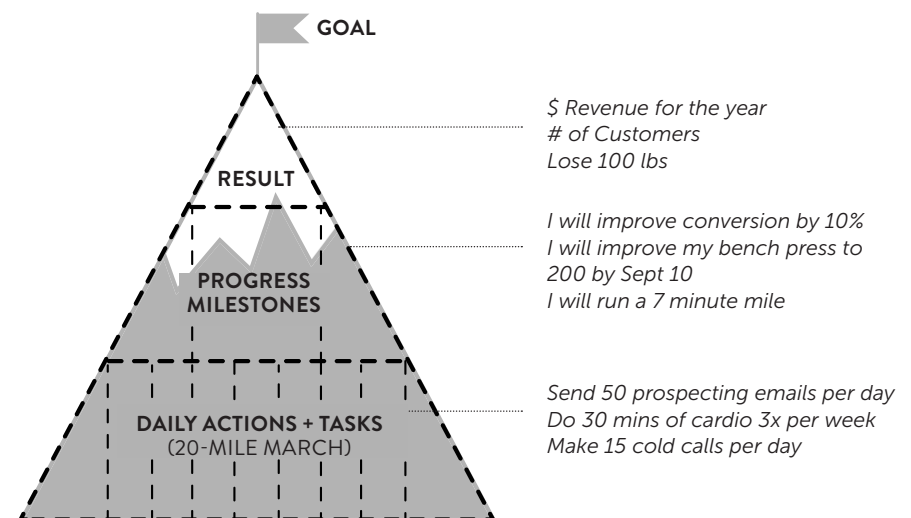 GOAL
$ Revenue for the year
# of Customers
Lose 100 lbs
RESULT
I will improve conversion by 10%
I will improve my bench press to
200 by Sept 10
I will run a 7 minute mile
PROGRESS
MILESTONES
Send 50 prospecting emails per day
Do 30 mins of cardio 3x per week
Make 15 cold calls per day
DAILY ACTIONS + TASKS
(20-MILE MARCH)